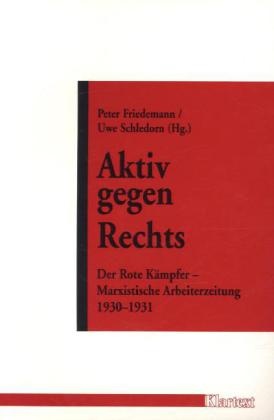 Peter Friedemann /
Uwe Schledorn (Hg.)
Aktiv
gegen
Rechts
Der Rote Kämpfer –
Marxistische Arbeiterzeitung
1930–1931
Klartext